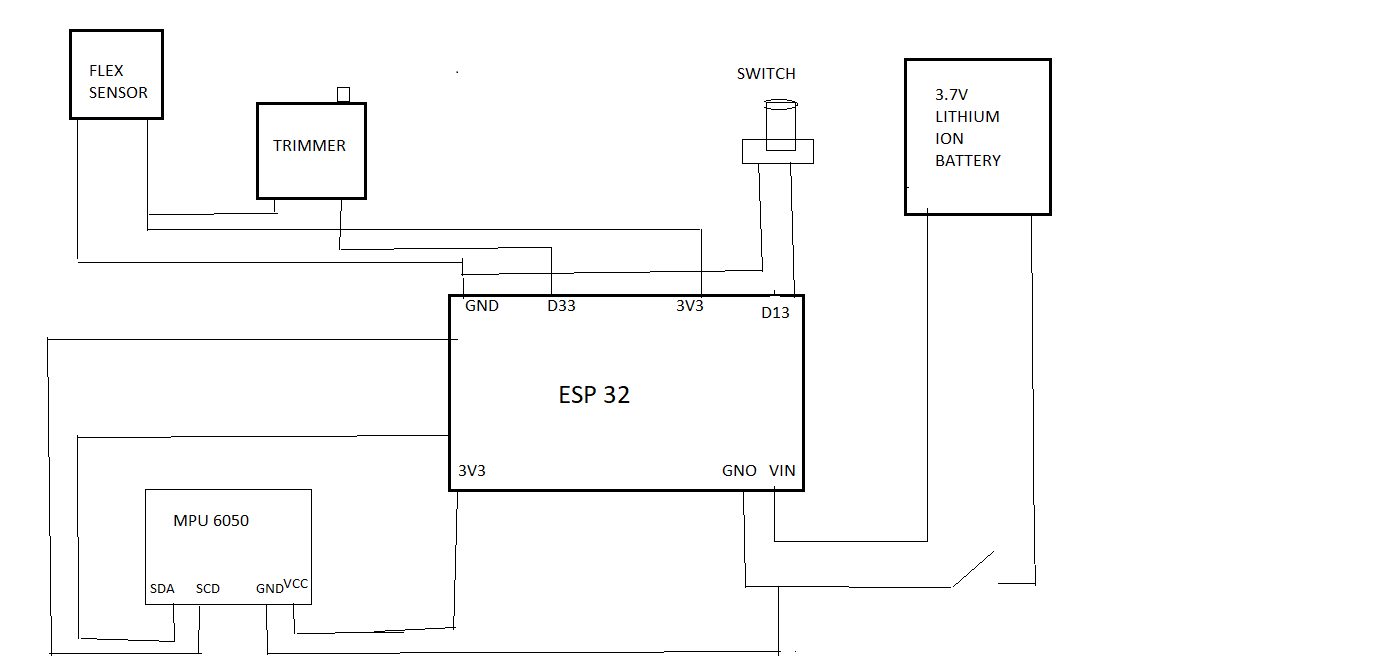 FLEX
SENSOR
TRIMMER
SWITCH
3.7V
LITHIUM
ION
BATTERY
GND
D33
3V3
D13
ESP 32
3V3
GNO
VIN
MPU 6050
SDA
SCD
GND
VCC